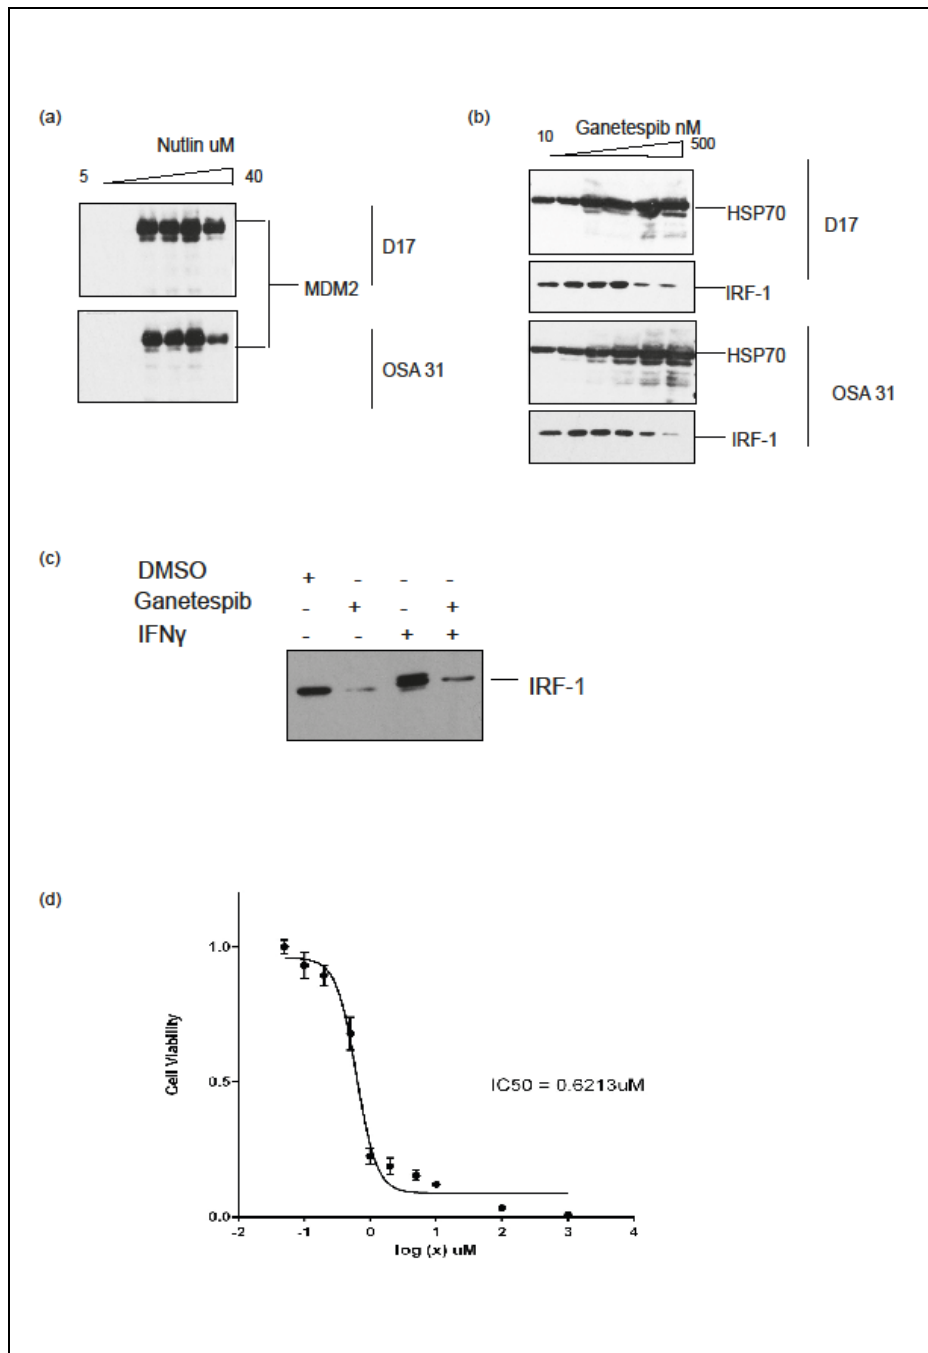 (a)
Nutlin uM
5
40
D17
MDM2
OSA 31
(b)
Ganetespib nM
10
500
HSP70
D17
IRF-1
HSP70
OSA 31
IRF-1
(c)
DMSO + - - -
Ganetespib - + - +
IFNγ - - + +
IRF-1
(d)
1.0
Cell Viability
0.5
IC50 = 0.6213uM
0.0
-2 -1 0 1 2 3 4
log (x) uM